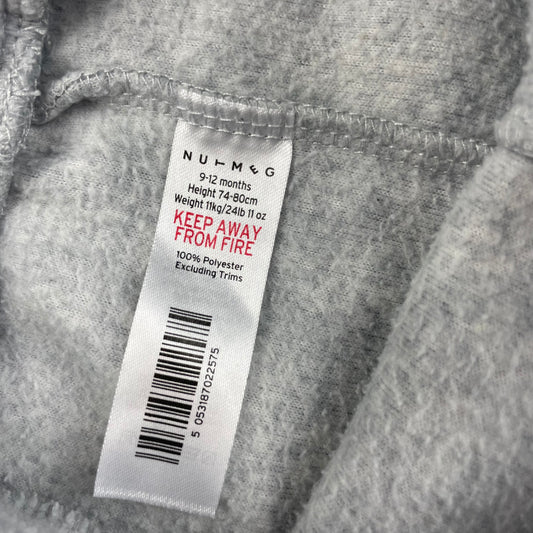 NUTMEG
9-12 months
Height 74-80cm
Weight 11kg/24lb 11 oz
KEEP AWAY
FROM FIRE
100% Polyester
Excluding Trims
5 053187 022575